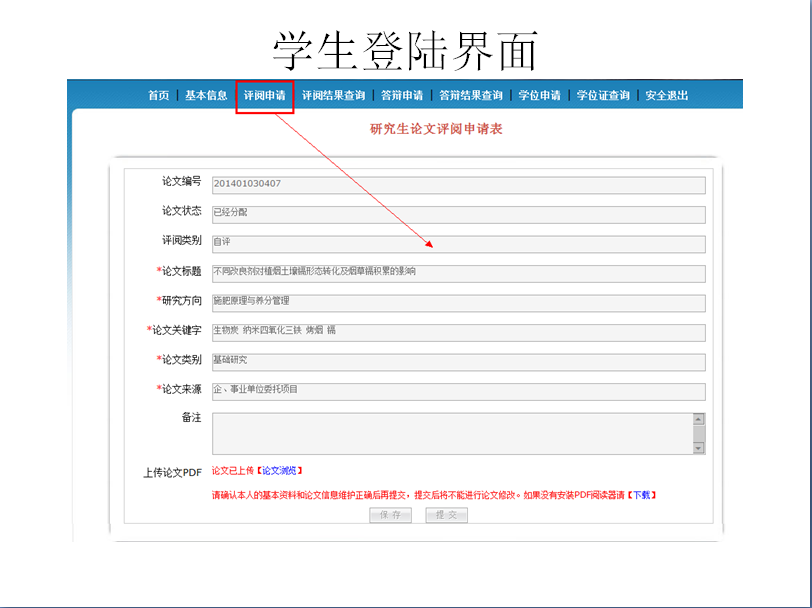 学生登陆界面
首页 | 基本信息 | 评阅申请 | 评阅结果查询 | 答辩申请 | 答辩结果查询 | 学位申请 | 学位证查询 | 安全退出
研究生论文评阅申请表
论文编号 201401030407
论文状态 已经分配
评阅类别 自评
*论文标题 不同改良剂对植烟土壤镉形态转化及烟草镉积累的影响
*研究方向 施肥原理与养分管理
*论文关键字 生物炭 纳米四氧化三铁 烤烟 镉
*论文类别 基础研究
*论文来源 企、事业单位委托项目
备注
上传论文PDF 论文已上传【论文浏览】
请确认本人的基本资料和论文信息维护正确后再提交，提交后将不能进行论文修改。如果没有安装PDF阅读器请【下载】
保 存 提 交